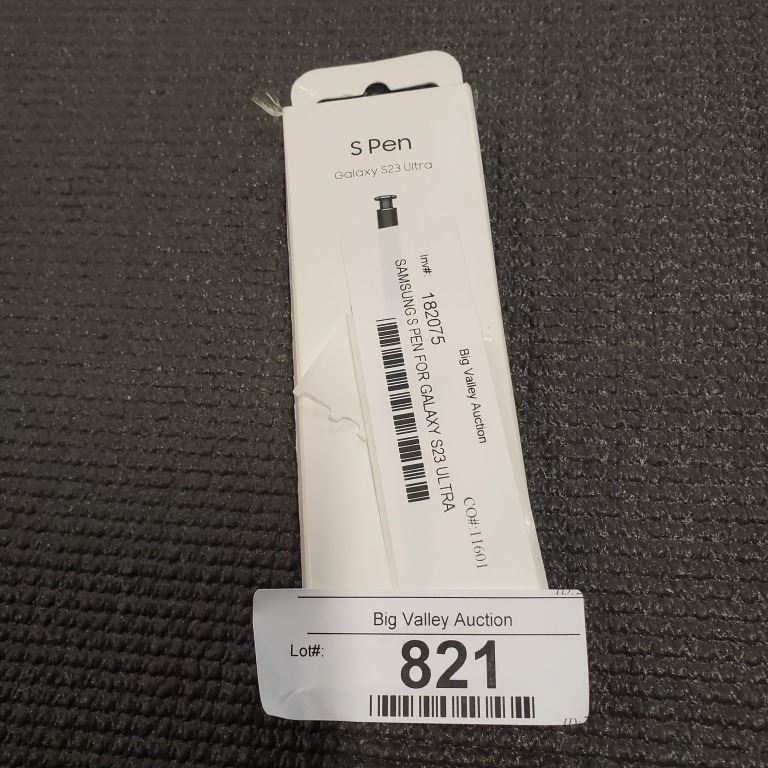 S Pen
Galaxy S23 Ultra
Inv#: 182075
SAMSUNG S PEN FOR GALAXY S23 ULTRA
Big Valley Auction
CO#:11601
Big Valley Auction
Lot#: 821